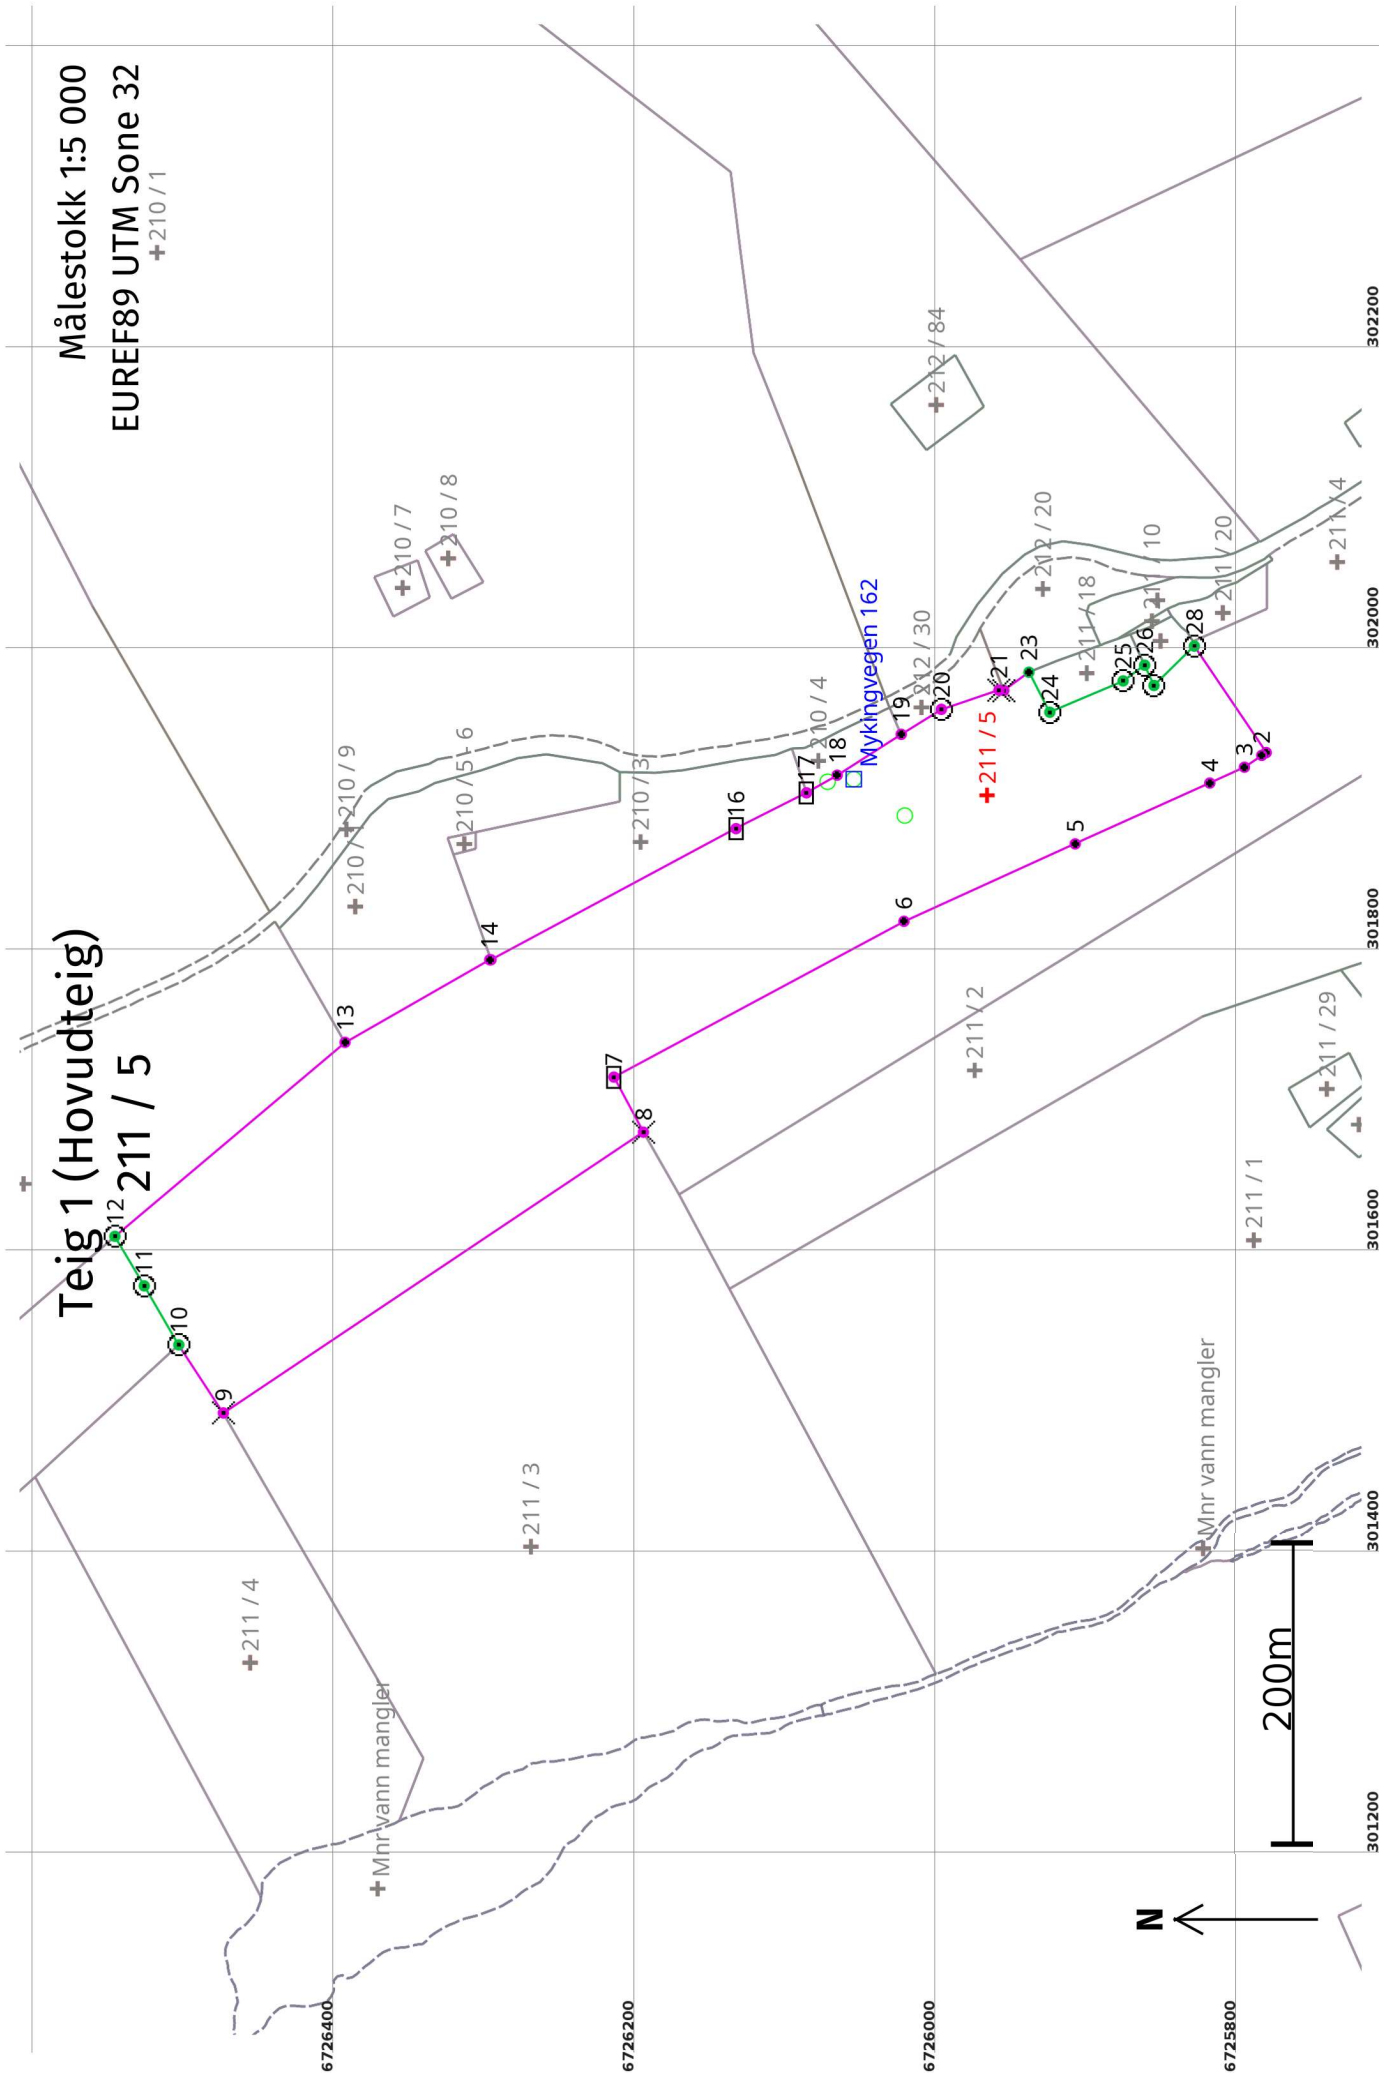 Teig 1 (Hovudteig)
211 / 5
Målestokk 1:5 000
EUREF89 UTM Sone 32
210 / 1
210 / 7
210 / 8
210 / 9
210 / 5 - 6
210 / 3
210 / 4
212 / 30
212 / 84
212 / 20
211 / 18
211 / 20
211 / 4
Mykingvegen 162
211 / 5
211 / 2
211 / 29
211 / 1
211 / 3
211 / 4
Mnr vann mangler
Mnr vann mangler
2
3
4
5
6
7
8
9
10
11
12
13
14
16
17
18
19
20
21
23
24
25
26
28
200m
N
6726400
6726200
6726000
6725800
301200
301400
301600
301800
302000
302200